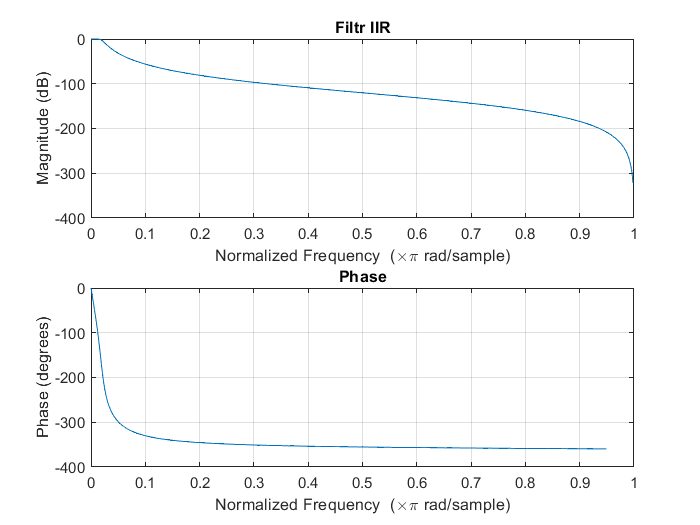 Filtr IIR
Magnitude (dB)
0
-100
-200
-300
-400
0 0.1 0.2 0.3 0.4 0.5 0.6 0.7 0.8 0.9 1
Normalized Frequency (×π rad/sample)
Phase
Phase (degrees)
0
-100
-200
-300
-400
0 0.1 0.2 0.3 0.4 0.5 0.6 0.7 0.8 0.9 1
Normalized Frequency (×π rad/sample)